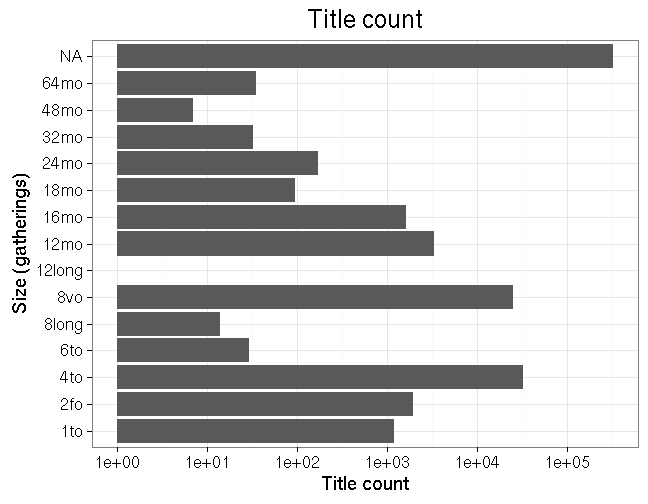 Title count
Size (gatherings)
NA
64mo
48mo
32mo
24mo
18mo
16mo
12mo
12long
8vo
8long
6to
4to
2fo
1to
1e+00 1e+01 1e+02 1e+03 1e+04 1e+05
Title count